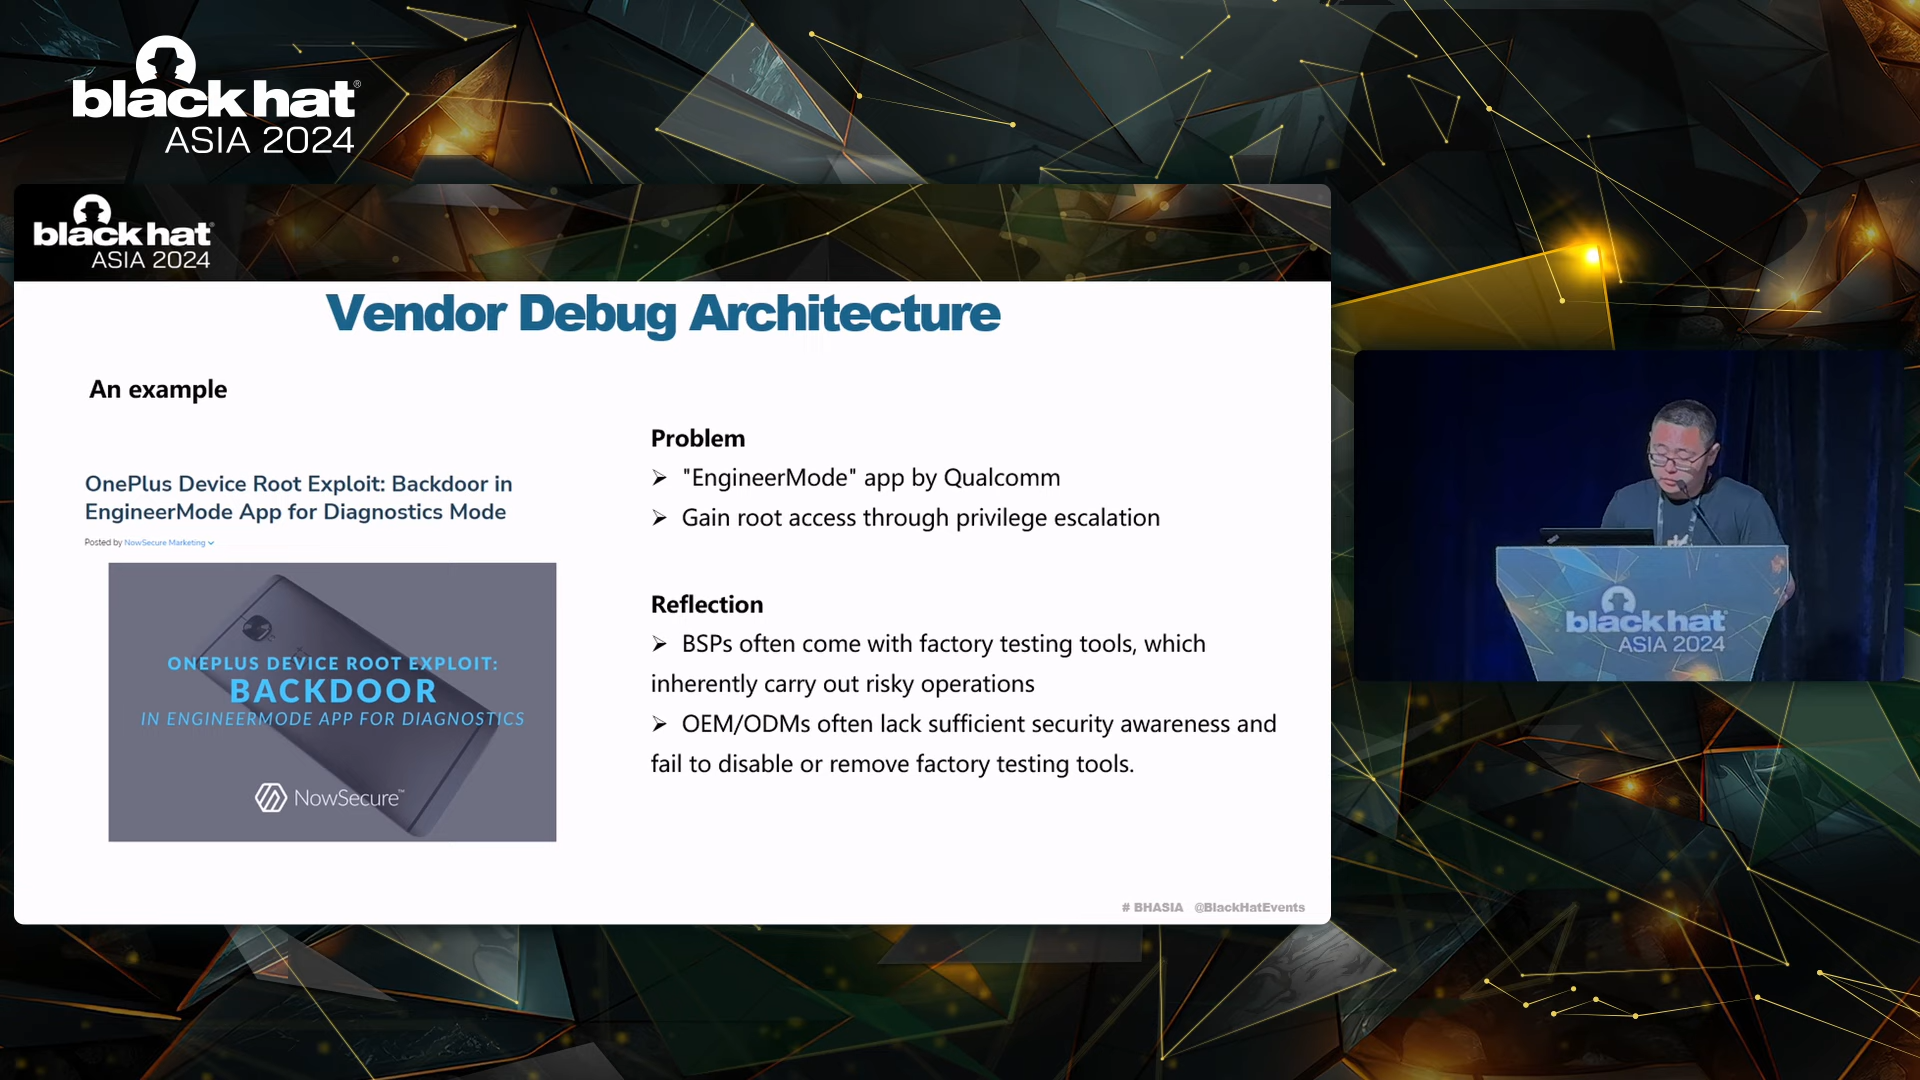 black hat®
ASIA 2024
black hat®
ASIA 2024
Vendor Debug Architecture
An example
OnePlus Device Root Exploit: Backdoor in
EngineerMode App for Diagnostics Mode
Posted by NowSecure Marketing
ONEPLUS DEVICE ROOT EXPLOIT:
BACKDOOR
IN ENGINEERMODE APP FOR DIAGNOSTICS
NowSecure™
Problem
➢ "EngineerMode" app by Qualcomm
➢ Gain root access through privilege escalation
Reflection
➢ BSPs often come with factory testing tools, which
inherently carry out risky operations
➢ OEM/ODMs often lack sufficient security awareness and
fail to disable or remove factory testing tools.
# BHASIA @BlackHatEvents
black hat
ASIA 2024